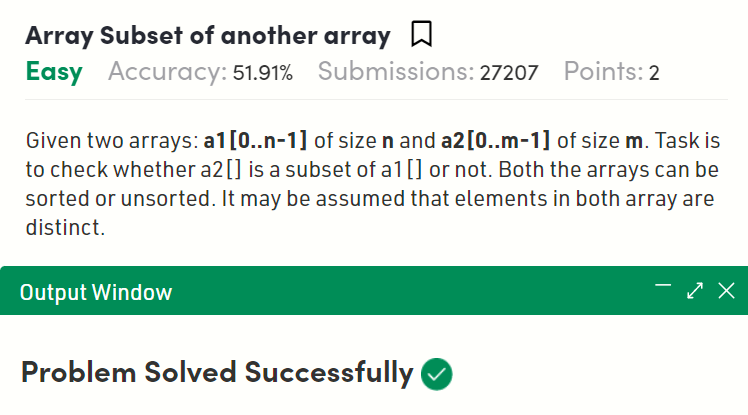 Array Subset of another array
Easy Accuracy: 51.91% Submissions: 27207 Points: 2
Given two arrays: a1[0..n-1] of size n and a2[0..m-1] of size m. Task is
to check whether a2[] is a subset of a1[] or not. Both the arrays can be
sorted or unsorted. It may be assumed that elements in both array are
distinct.
Output Window
Problem Solved Successfully